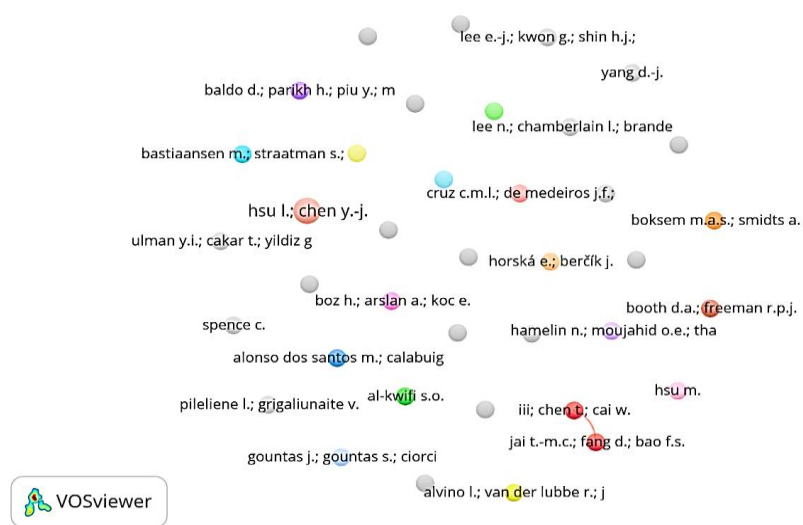 lee e.-j.; kwon g.; shin h.j.;
yang d.-j.
baldo d.; parikh h.; piu y.; m
lee n.; chamberlain l.; brande
bastiaansen m.; straatman s.;
cruz c.m.l.; de medeiros j.f.;
hsu l.; chen y.-j.
boksem m.a.s.; smidts a.
ulman y.i.; cakar t.; yildiz g
horská e.; berčík j.
boz h.; arslan a.; koc e.
booth d.a.; freeman r.p.j.
spence c.
hamelin n.; moujahid o.e.; tha
alonso dos santos m.; calabuig
hsu m.
al-kwifi s.o.
pileliene l.; grigaliunaite v.
iii; chen t.; cai w.
jai t.-m.c.; fang d.; bao f.s.
gountas j.; gountas s.; ciorci
alvino l.; van der lubbe r.; j
VOSviewer